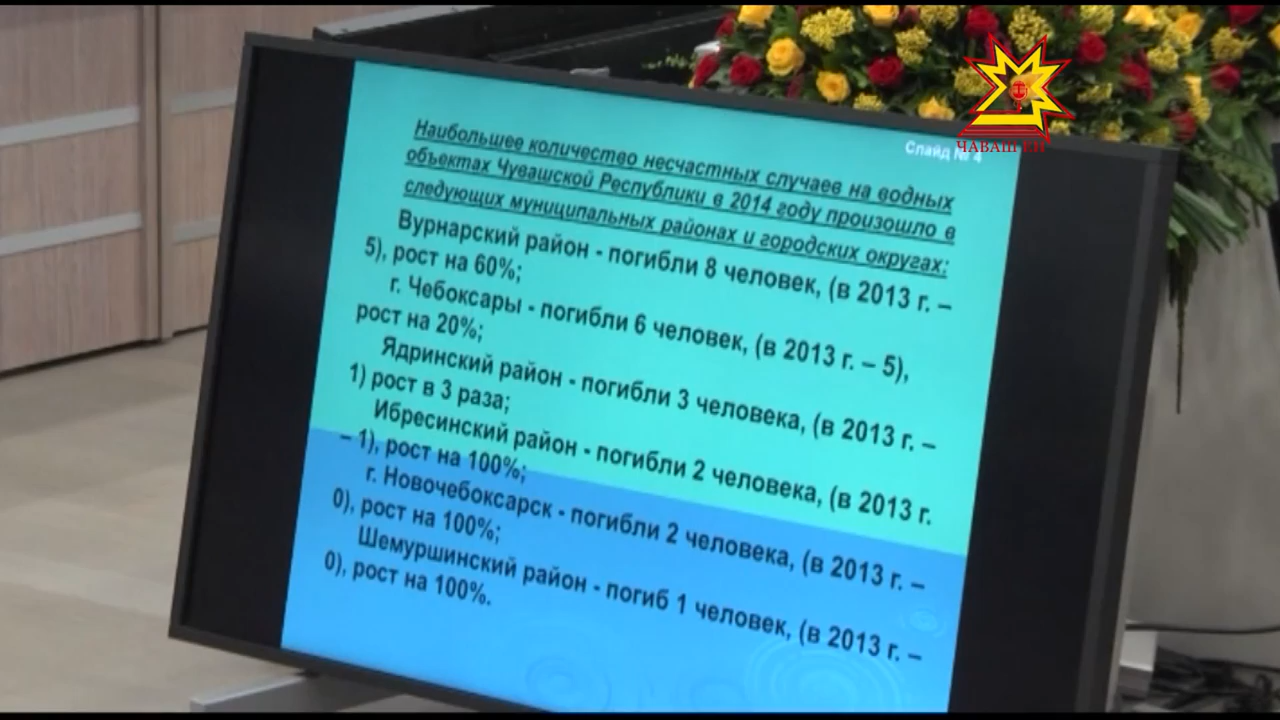 ЧӐВАШ ЕН
Слайд № 4
Наибольшее количество несчастных случаев на водных
объектах Чувашской Республики в 2014 году произошло в
следующих муниципальных районах и городских округах:
Вурнарский район - погибли 8 человек, (в 2013 г. –
5), рост на 60%;
г. Чебоксары - погибли 6 человек, (в 2013 г. – 5),
рост на 20%;
Ядринский район - погибли 3 человека, (в 2013 г. –
1) рост в 3 раза;
Ибресинский район - погибли 2 человека, (в 2013 г.
– 1), рост на 100%;
г. Новочебоксарск - погибли 2 человека, (в 2013 г. –
0), рост на 100%;
Шемуршинский район - погиб 1 человек, (в 2013 г. –
0), рост на 100%.